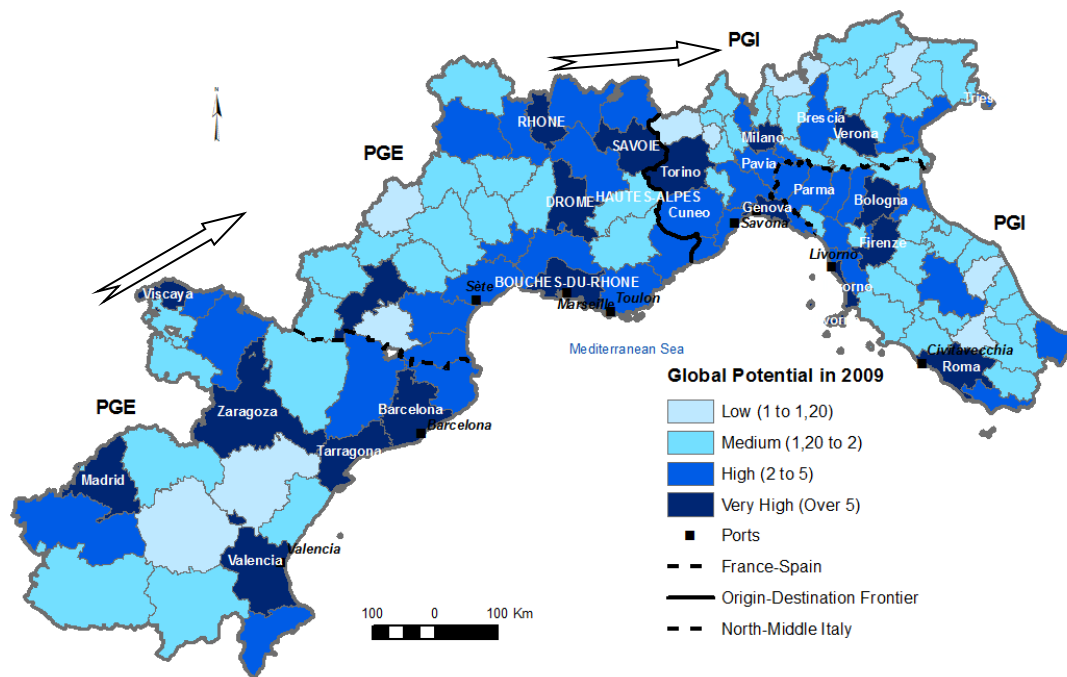 PGI
PGE
RHONE
SAVOIE
Milano
Brescia
Verona
Tries
Torino
Pavia
DROME
HAUTES-ALPES
Cuneo
Parma
Genova
Savona
Bologna
PGI
Firenze
Livorno
Viscaya
Sète
BOUCHES-DU-RHONE
Marseille
Toulon
orno
vor
Mediterranean Sea
Civitavecchia
Roma
PGE
Zaragoza
Barcelona
Barcelona
Tarragona
Madrid
Valencia
Valencia
100 0 100 Km
Global Potential in 2009
Low (1 to 1,20)
Medium (1,20 to 2)
High (2 to 5)
Very High (Over 5)
Ports
France-Spain
Origin-Destination Frontier
North-Middle Italy